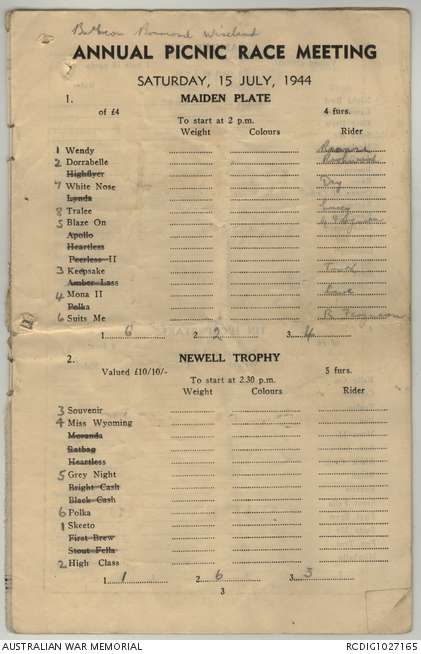 ANNUAL PICNIC RACE MEETING
SATURDAY, 15 JULY, 1944
1. MAIDEN PLATE
of £4 4 furs.
To start at 2 p.m.
Weight Colours Rider
1 Wendy
2 Dorrabelle
Highflyer
7 White Nose Day
Lynda
8 Tralee
5 Blaze On
Apollo
Heartless
Peerless II
3 Keepsake
Amber Lass
4 Mona II
Polka
6 Suits Me R. Ferguson
1. 6 2. 2 3. 4
2. NEWELL TROPHY
Valued £10/10/- 5 furs.
To start at 2.30 p.m.
Weight Colours Rider
3 Souvenir
4 Miss Wyoming
Moranda
Ratbag
Heartless
5 Grey Night
Bright Cash
Black Cash
6 Polka
1 Skeeto
First Brew
Stout Fella
2 High Class
1. 1 2. 6 3. 3
3
AUSTRALIAN WAR MEMORIAL RCDIG1027165